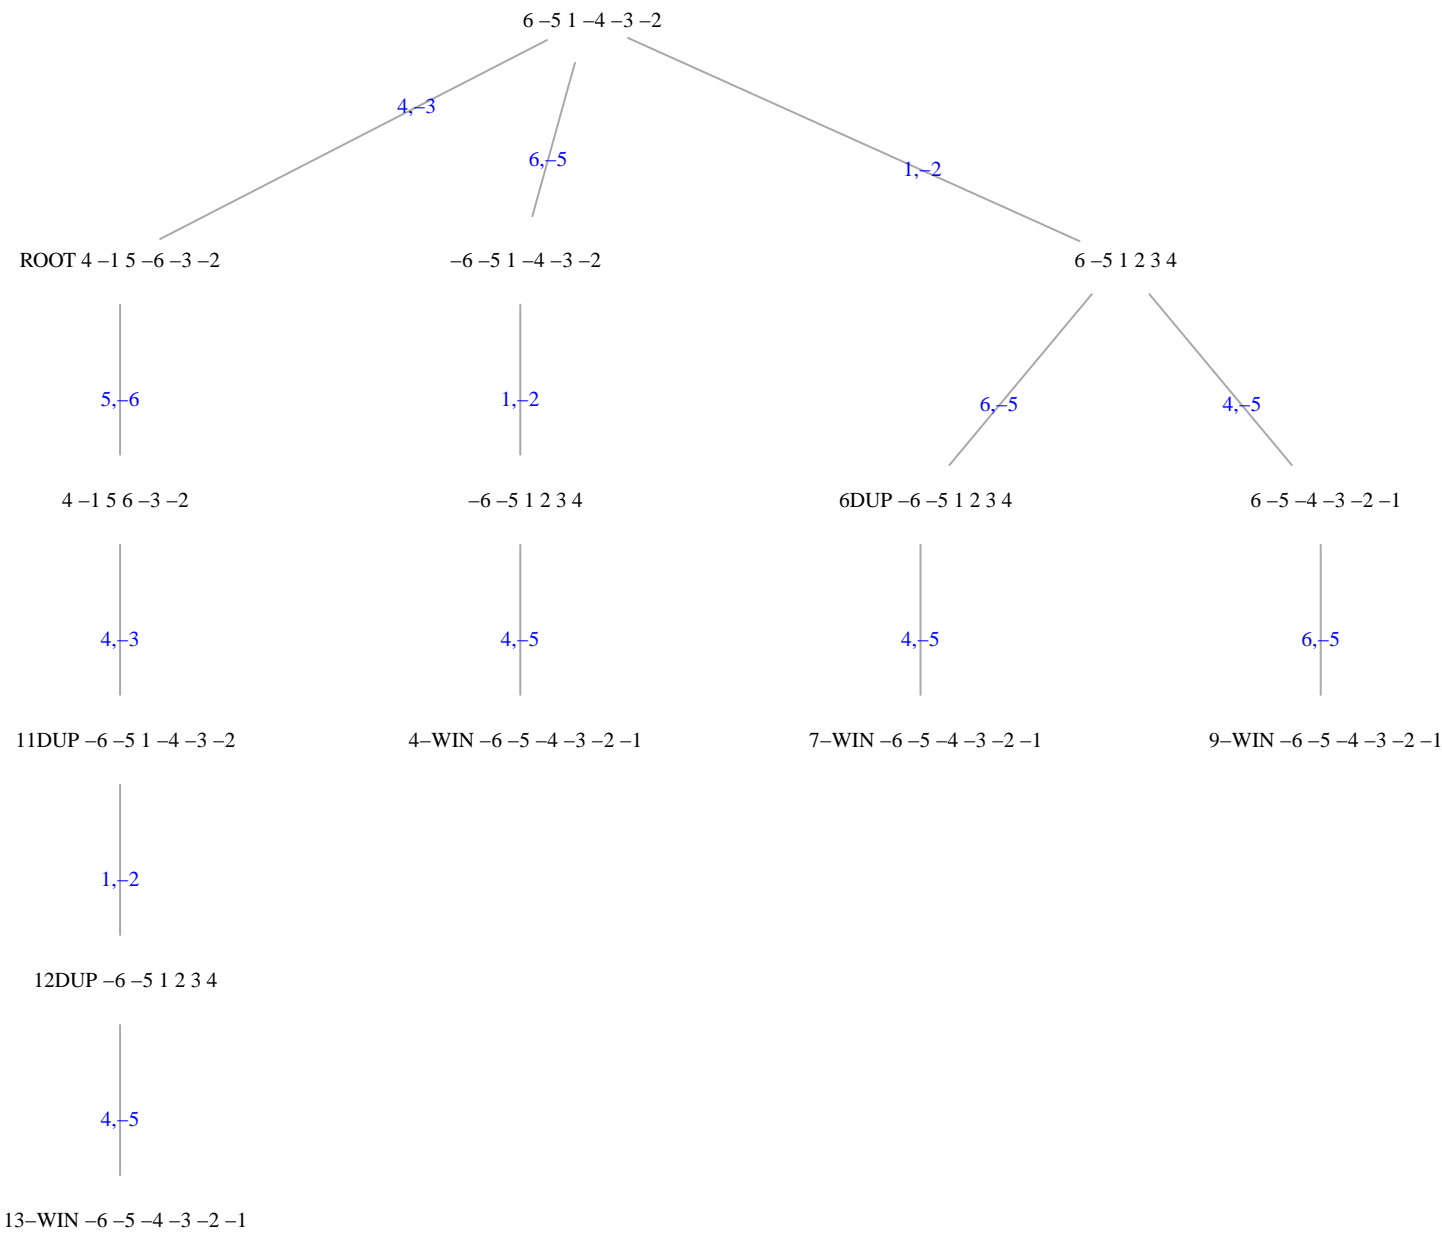 6 –5 1 –4 –3 –2
4,–3
6,–5
1,–2
ROOT 4 –1 5 –6 –3 –2
–6 –5 1 –4 –3 –2
6 –5 1 2 3 4
5,–6
1,–2
6,–5
4,–5
4 –1 5 6 –3 –2
–6 –5 1 2 3 4
6DUP –6 –5 1 2 3 4
6 –5 –4 –3 –2 –1
4,–3
4,–5
4,–5
6,–5
11DUP –6 –5 1 –4 –3 –2
4–WIN –6 –5 –4 –3 –2 –1
7–WIN –6 –5 –4 –3 –2 –1
9–WIN –6 –5 –4 –3 –2 –1
1,–2
12DUP –6 –5 1 2 3 4
4,–5
13–WIN –6 –5 –4 –3 –2 –1